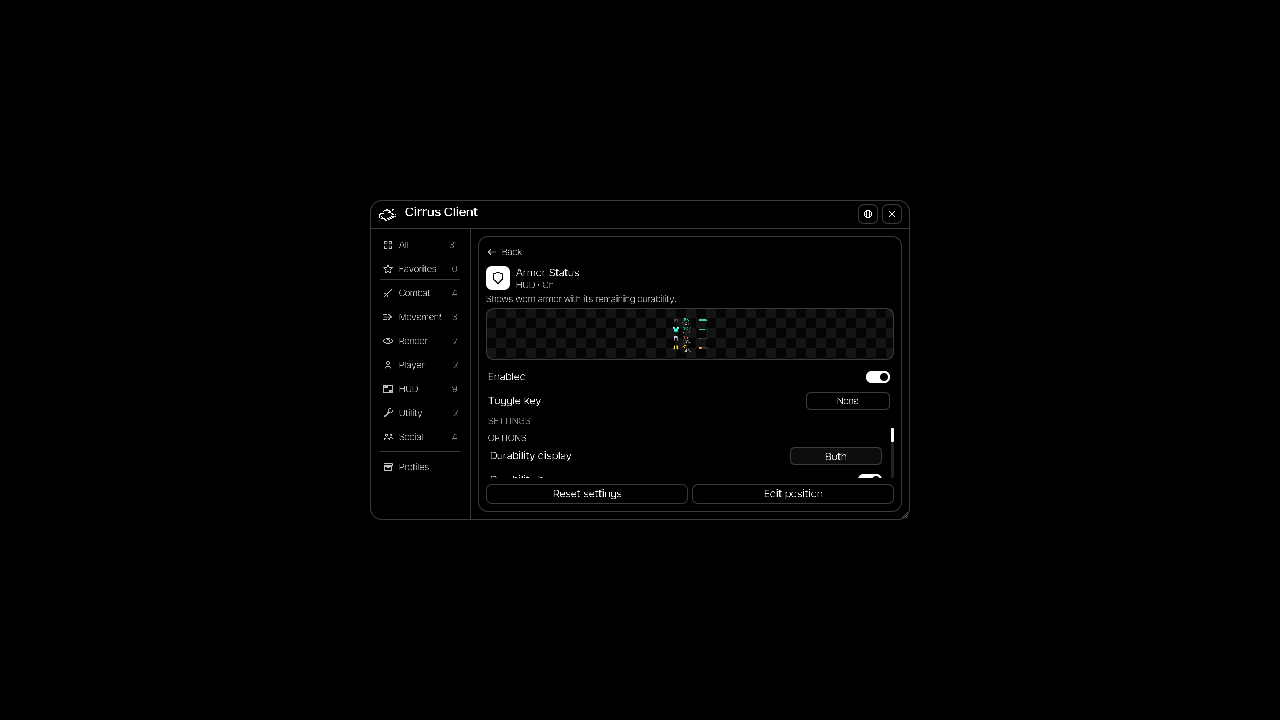 Cirrus Client
All 31
Favorites 0
Combat 4
Movement 3
Render 7
Player 2
HUD 9
Utility 2
Social 4
Profiles
Back
Armor Status
HUD • On
Shows worn armor with its remaining durability.
Enabled
Toggle key
None
SETTINGS
OPTIONS
Durability display
Both
Reset settings
Edit position